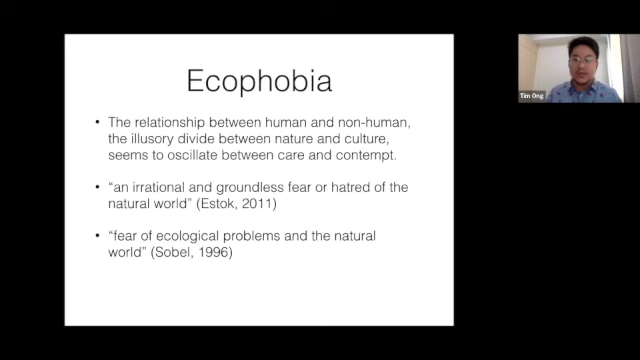 Ecophobia
• The relationship between human and non-human,
the illusory divide between nature and culture,
seems to oscillate between care and contempt.
• “an irrational and groundless fear or hatred of the
natural world” (Estok, 2011)
• “fear of ecological problems and the natural
world” (Sobel, 1996)
Tim Ong